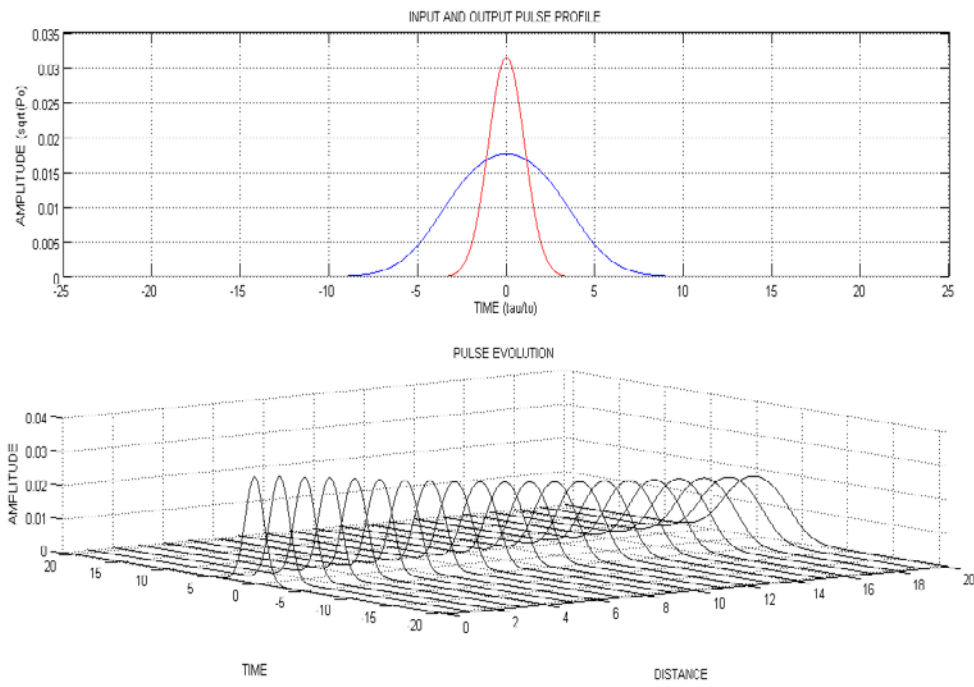 INPUT AND OUTPUT PULSE PROFILE
0.035
0.03
0.025
0.02
0.015
0.01
0.005
0
AMPLITUDE (sqrt(Po)
-25 -20 -15 -10 -5 0 5 10 15 20 25
TIME (tau/to)
PULSE EVOLUTION
0.04
0.03
0.02
0.01
0
AMPLITUDE
20 15 10 5 0 -5 -10 -15 -20
0 2 4 6 8 10 12 14 16 18 20
TIME
DISTANCE